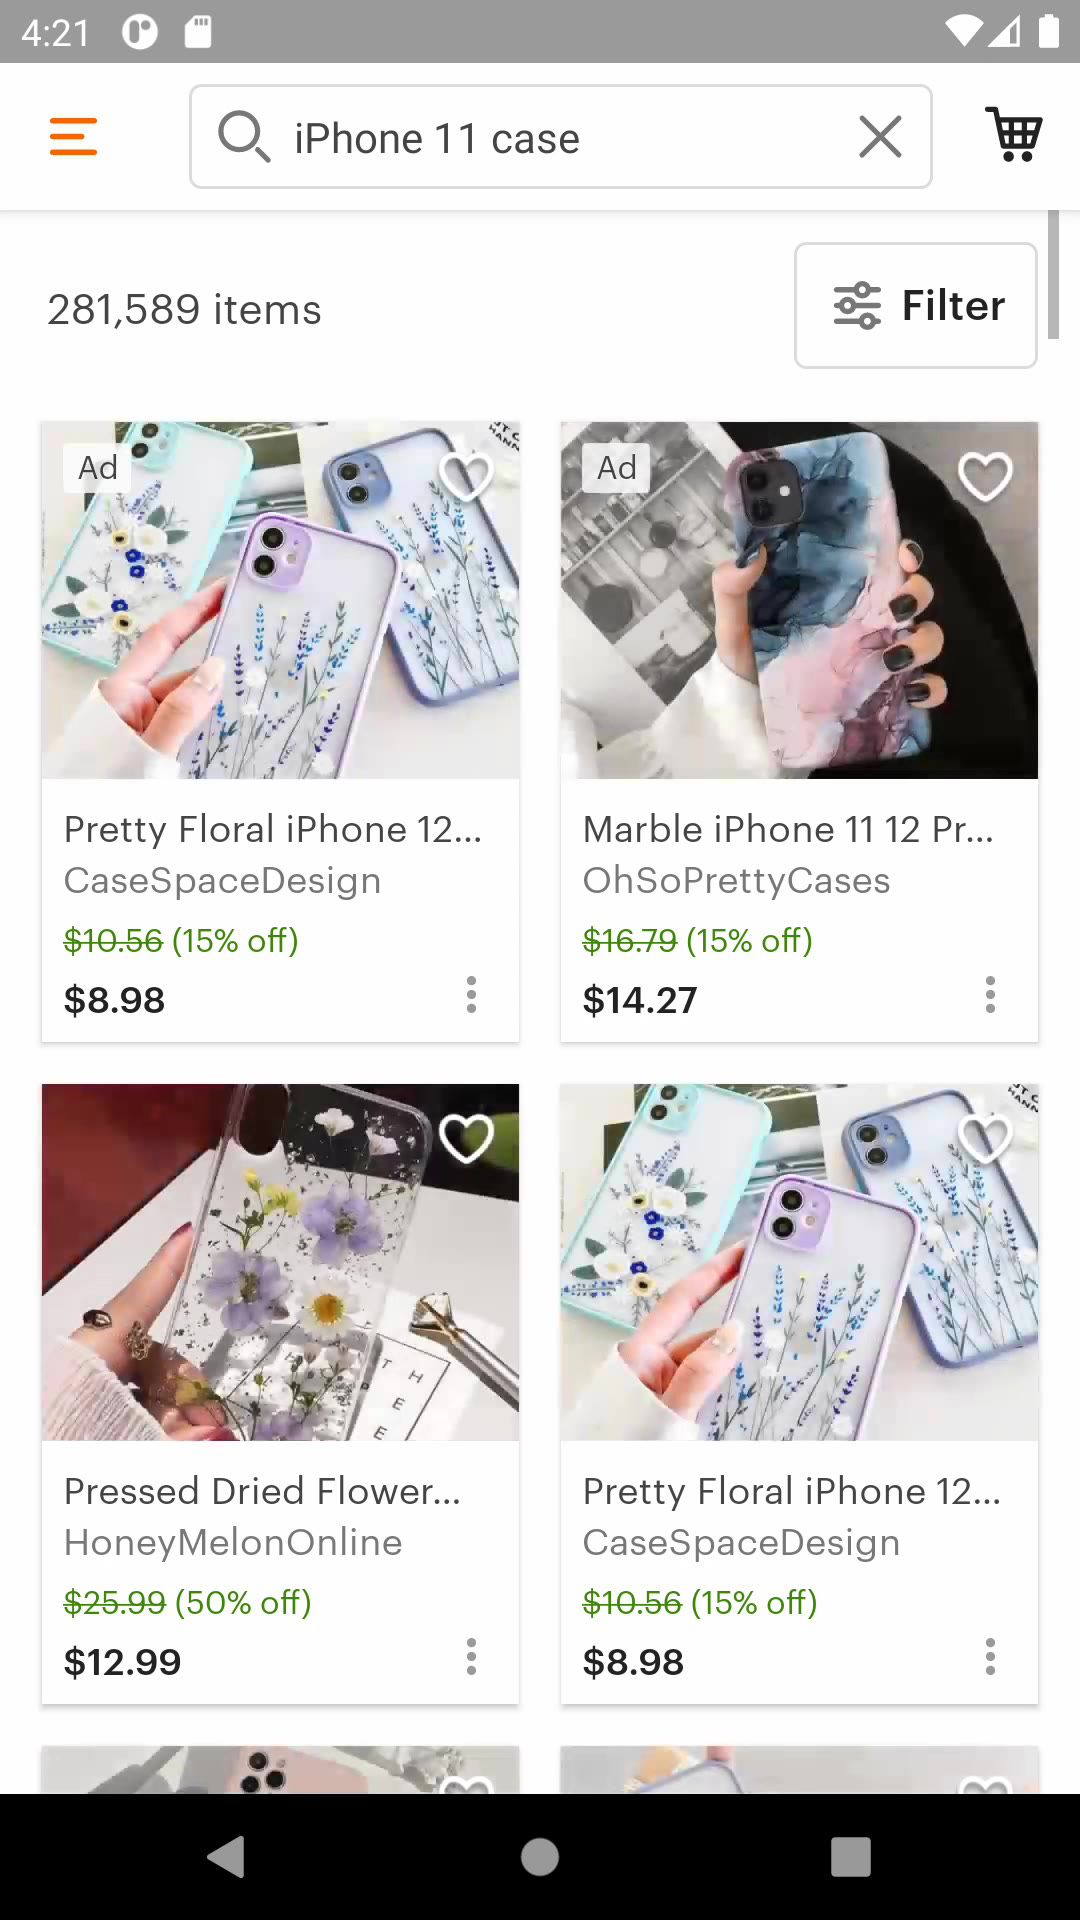 4:21
iPhone 11 case
281,589 items
Filter
Ad
Ad
Pretty Floral iPhone 12...
CaseSpaceDesign
$10.56 (15% off)
$8.98
Marble iPhone 11 12 Pr...
OhSoPrettyCases
$16.79 (15% off)
$14.27
THE
Pressed Dried Flower...
HoneyMelonOnline
$25.99 (50% off)
$12.99
Pretty Floral iPhone 12...
CaseSpaceDesign
$10.56 (15% off)
$8.98